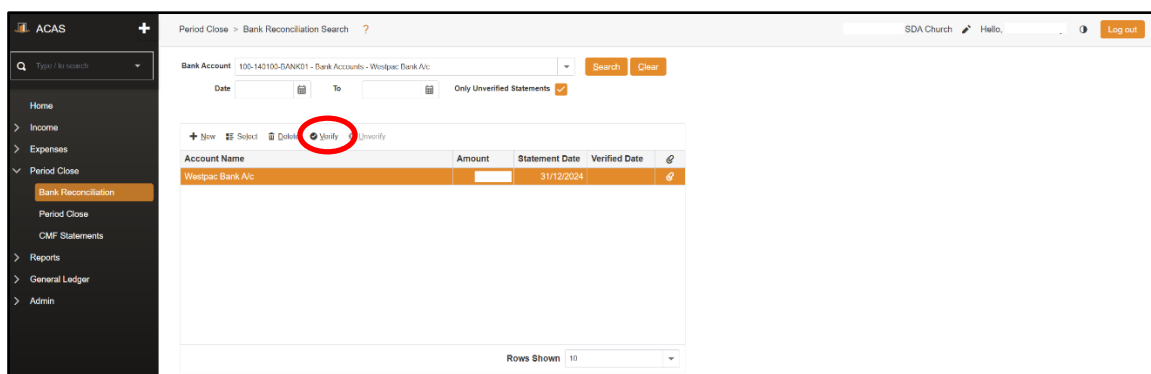 ACAS +
Period Close > Bank Reconciliation Search ?
SDA Church Hello, Log out
Type / to search
Bank Account 100-140100-BANK01 - Bank Accounts - Westpac Bank A/c Search Clear
Date To Only Unverified Statements
Home
Income
Expenses
Period Close
Bank Reconciliation
Period Close
CMF Statements
Reports
General Ledger
Admin
New Select Delete Verify Unverify
Account Name Amount Statement Date Verified Date
Westpac Bank A/c 31/12/2024
Rows Shown 10